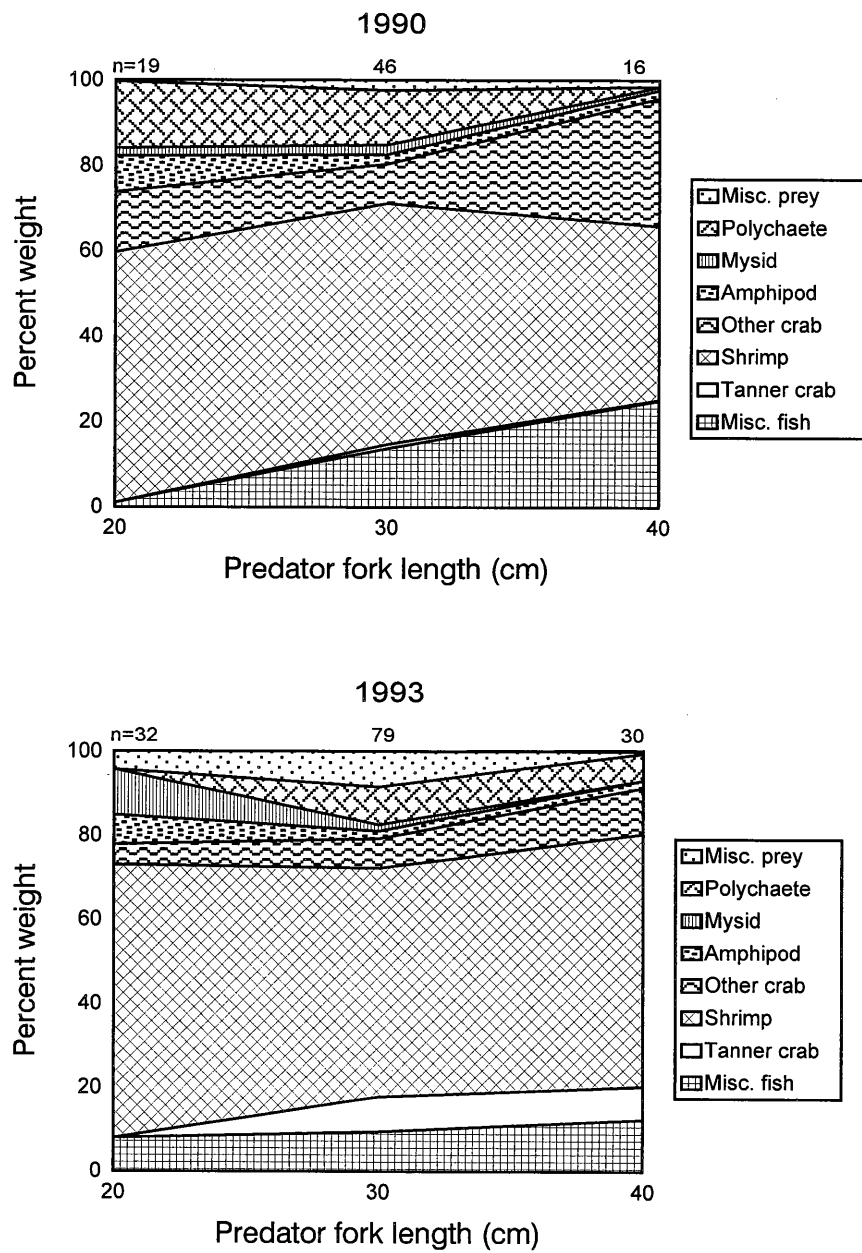 1990
n=19 46 16
100
80
60
40
20
0
Percent weight
20 30 40
Predator fork length (cm)
Misc. prey
Polychaete
Mysid
Amphipod
Other crab
Shrimp
Tanner crab
Misc. fish
1993
n=32 79 30
100
80
60
40
20
0
Percent weight
20 30 40
Predator fork length (cm)
Misc. prey
Polychaete
Mysid
Amphipod
Other crab
Shrimp
Tanner crab
Misc. fish